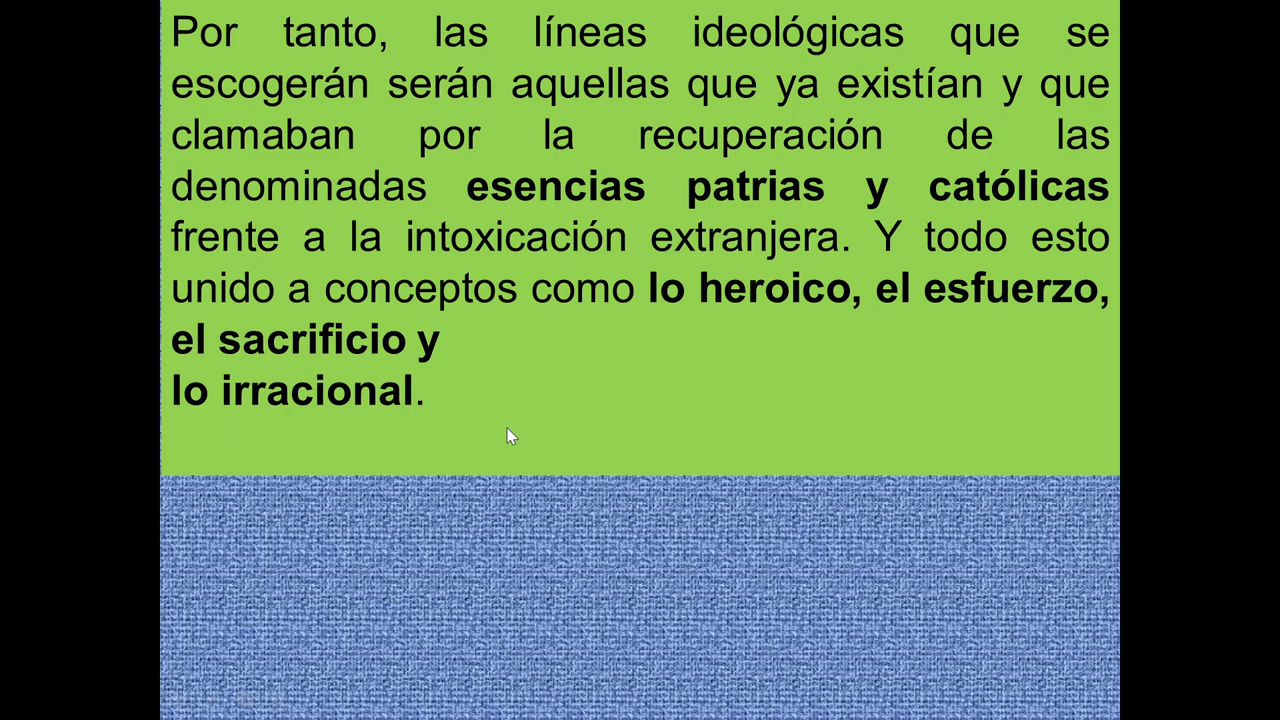 Por tanto, las líneas ideológicas que se
escogerán serán aquellas que ya existían y que
clamaban por la recuperación de las
denominadas esencias patrias y católicas
frente a la intoxicación extranjera. Y todo esto
unido a conceptos como lo heroico, el esfuerzo,
el sacrificio y
lo irracional.